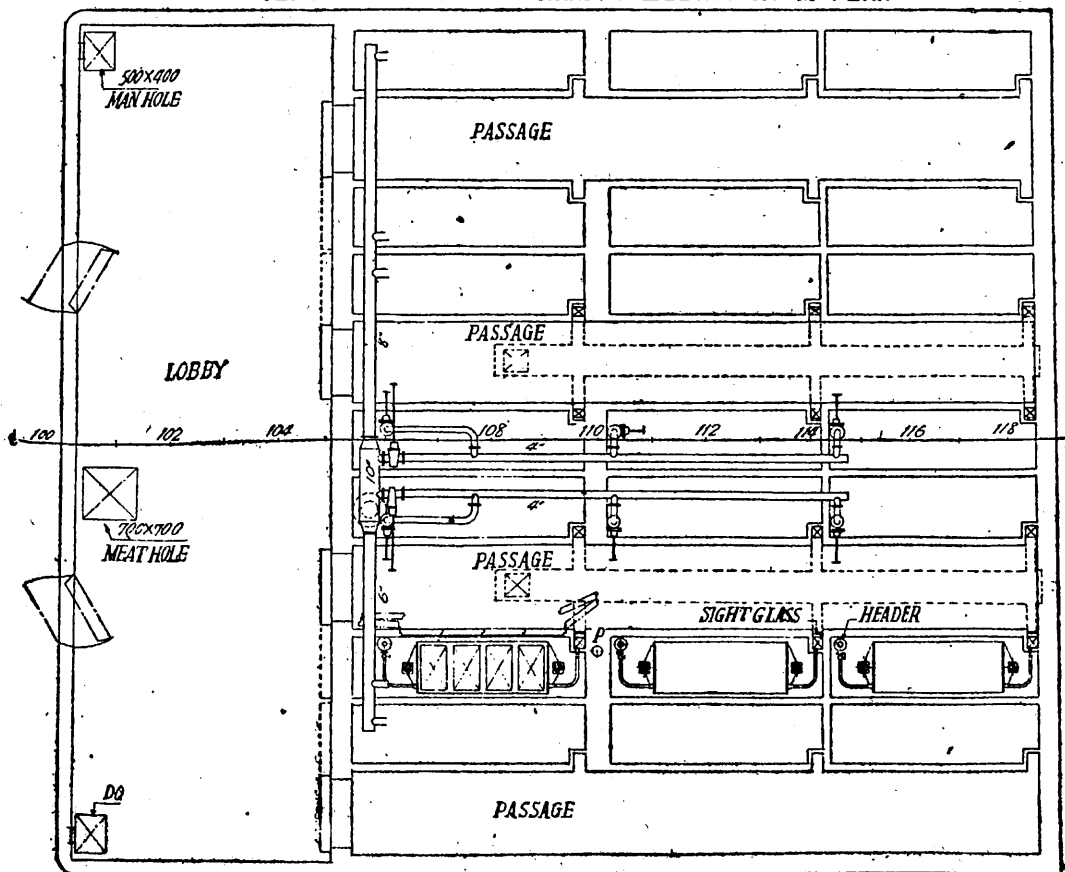 500×400
MAN HOLE
PASSAGE
PASSAGE
8"
LOBBY
100 102 104 108 110 112 114 116 118
4"
10"
4"
700×700
MEAT HOLE
PASSAGE
6"
SIGHT GLASS
HEADER
P
DO
PASSAGE